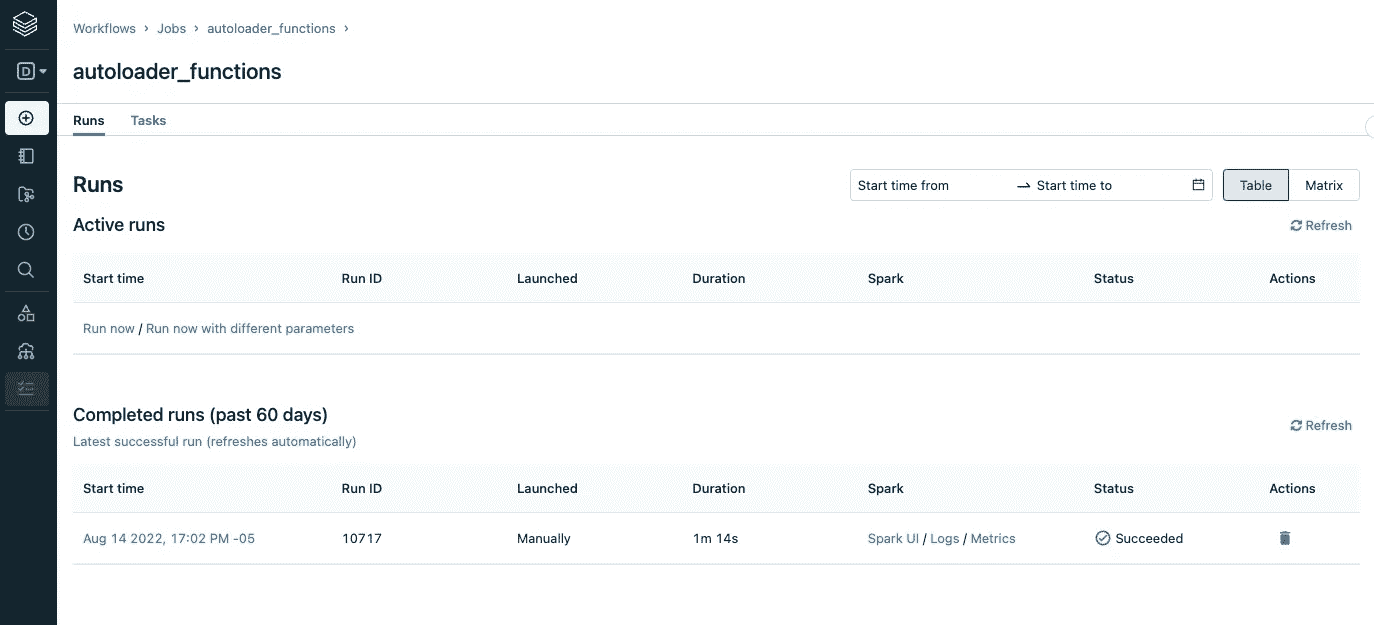 Workflows › Jobs › autoloader_functions ›
D
autoloader_functions
Runs Tasks
Runs
Start time from → Start time to
Table Matrix
Active runs
Refresh
Start time Run ID Launched Duration Spark Status Actions
Run now / Run now with different parameters
Completed runs (past 60 days)
Refresh
Latest successful run (refreshes automatically)
Start time Run ID Launched Duration Spark Status Actions
Aug 14 2022, 17:02 PM -05 10717 Manually 1m 14s Spark UI / Logs / Metrics Succeeded